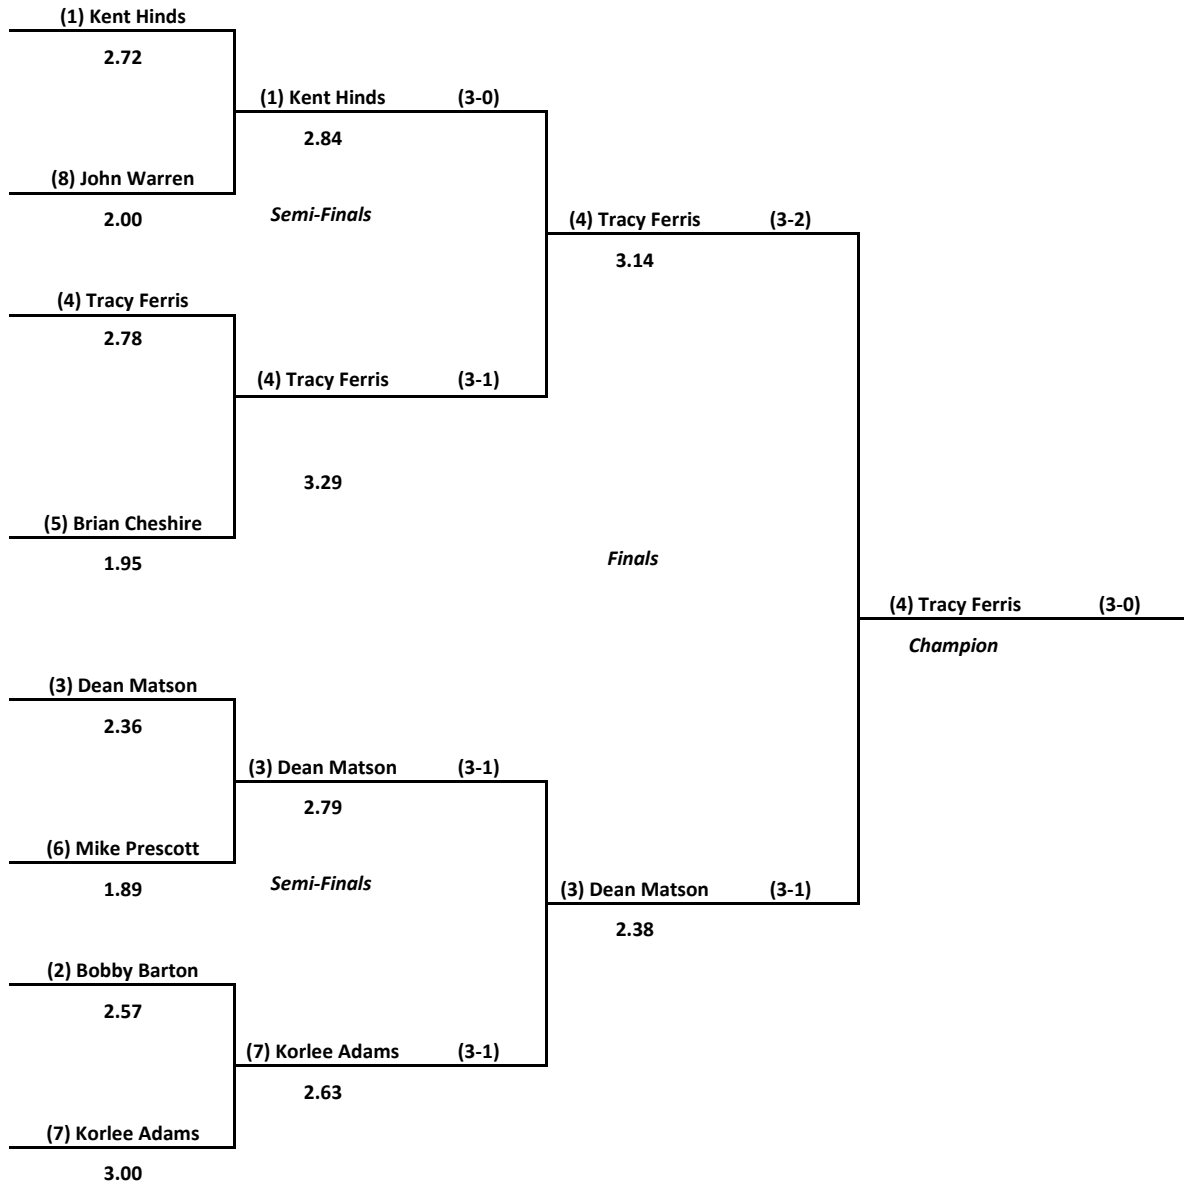 (1) Kent Hinds
2.72
(1) Kent Hinds (3-0)
2.84
(8) John Warren
2.00
Semi-Finals
(4) Tracy Ferris (3-2)
3.14
(4) Tracy Ferris
2.78
(4) Tracy Ferris (3-1)
3.29
(5) Brian Cheshire
1.95
Finals
(4) Tracy Ferris (3-0)
Champion
(3) Dean Matson
2.36
(3) Dean Matson (3-1)
2.79
(6) Mike Prescott
1.89
Semi-Finals
(3) Dean Matson (3-1)
2.38
(2) Bobby Barton
2.57
(7) Korlee Adams (3-1)
2.63
(7) Korlee Adams
3.00